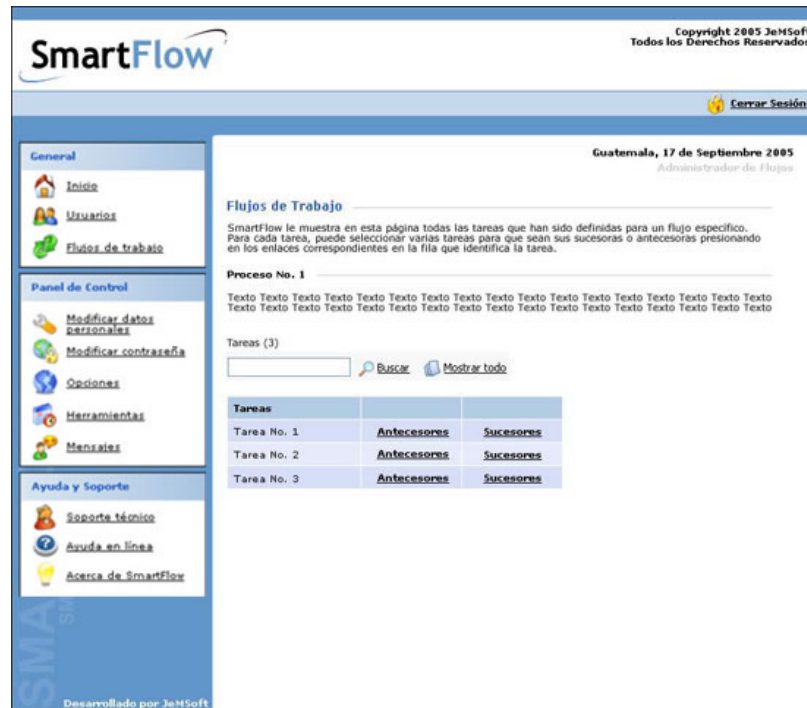 SmartFlow
Copyright 2005 JeMSoft
Todos los Derechos Reservados
Cerrar Sesión
General
Inicio
Usuarios
Flujos de trabajo
Panel de Control
Modificar datos
personales
Modificar contraseña
Opciones
Herramientas
Mensajes
Ayuda y Soporte
Soporte técnico
Ayuda en línea
Acerca de SmartFlow
SMA
SMA
Desarrollado por JeMSoft
Guatemala, 17 de Septiembre 2005
Administrador de Flujos
Flujos de Trabajo
SmartFlow le muestra en esta página todas las tareas que han sido definidas para un flujo específico.
Para cada tarea, puede seleccionar varias tareas para que sean sus sucesoras o antecesoras presionando
en los enlaces correspondientes en la fila que identifica la tarea.
Proceso No. 1
Texto Texto Texto Texto Texto Texto Texto Texto Texto Texto Texto Texto Texto Texto Texto Texto Texto
Texto Texto Texto Texto Texto Texto Texto Texto Texto Texto Texto Texto Texto Texto Texto Texto Texto
Tareas (3)
Buscar Mostrar todo
Tareas
Tarea No. 1 Antecesores Sucesores
Tarea No. 2 Antecesores Sucesores
Tarea No. 3 Antecesores Sucesores